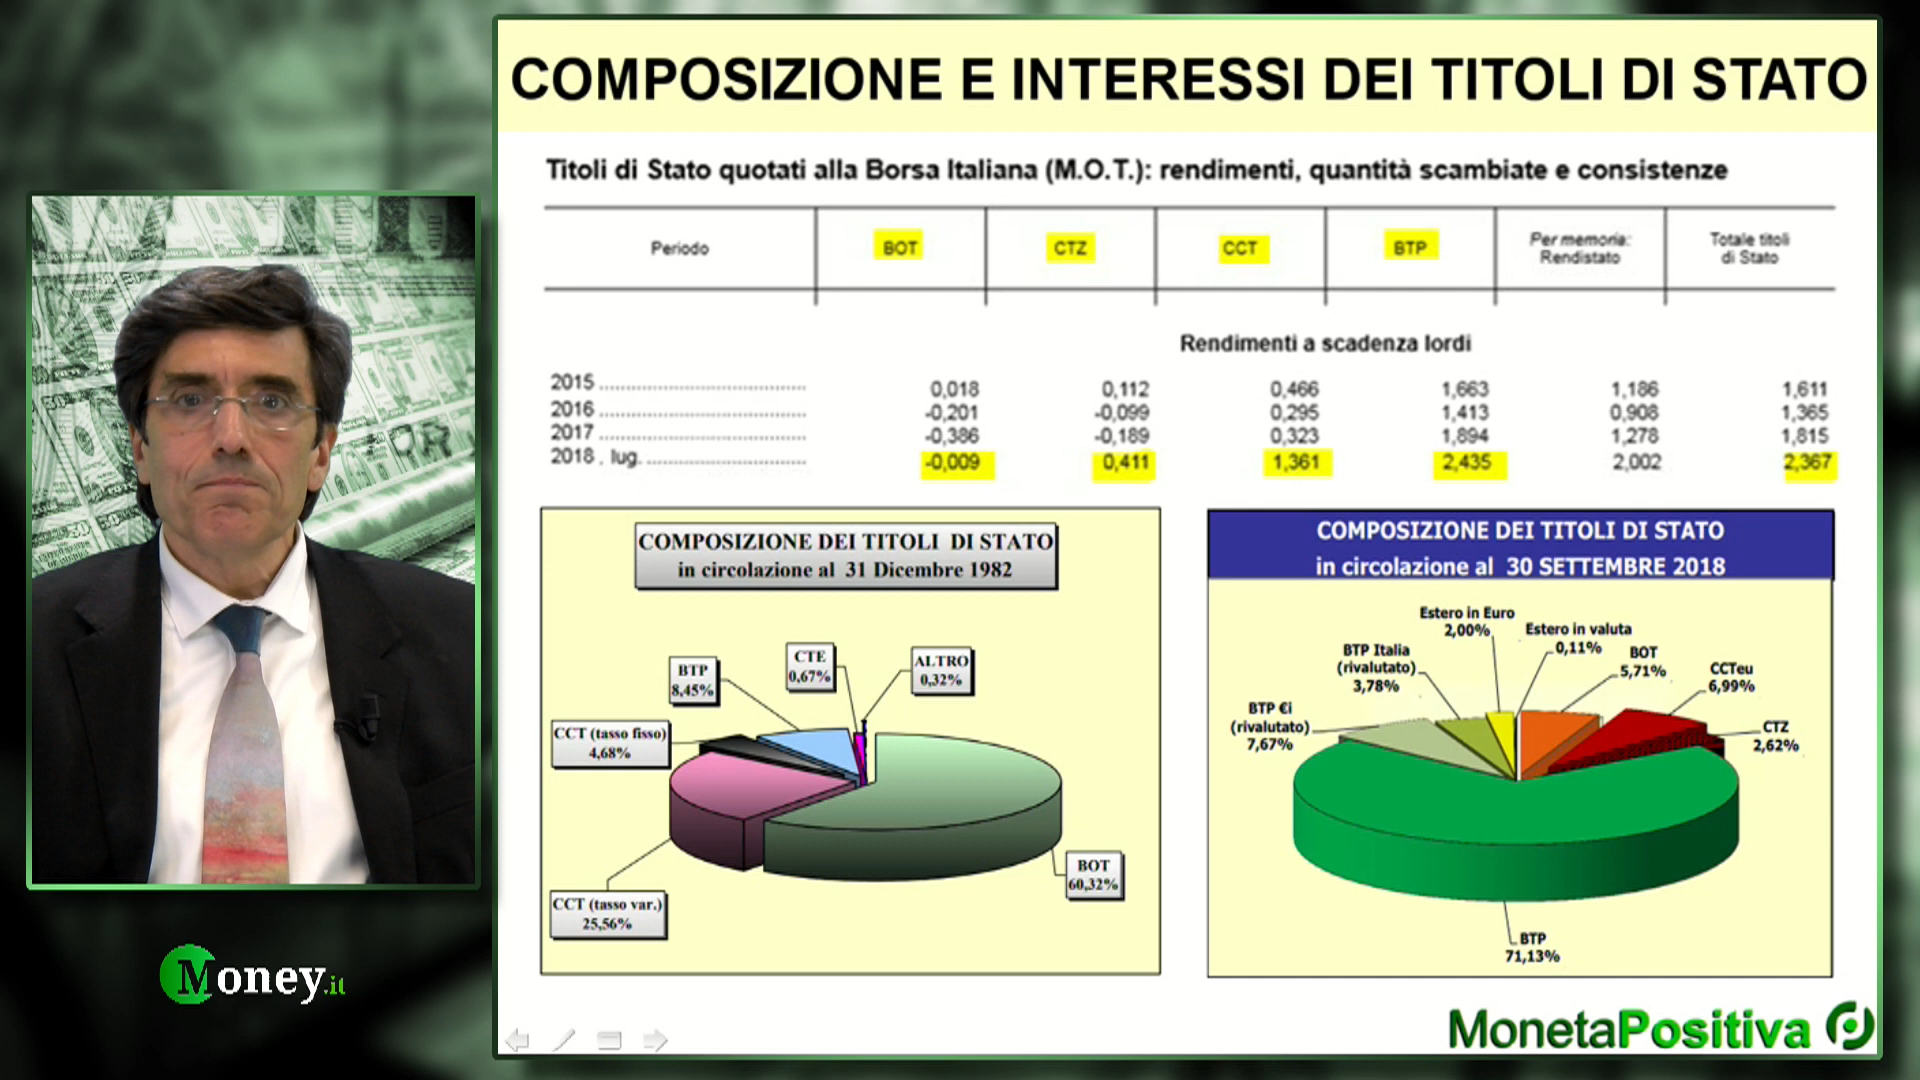 COMPOSIZIONE E INTERESSI DEI TITOLI DI STATO
Titoli di Stato quotati alla Borsa Italiana (M.O.T.): rendimenti, quantità scambiate e consistenze
Periodo BOT CTZ CCT BTP Per memoria: Rendistato Totale titoli di Stato
Rendimenti a scadenza lordi
2015 0,018 0,112 0,466 1,663 1,186 1,611
2016 -0,201 -0,099 0,295 1,413 0,908 1,365
2017 -0,386 -0,189 0,323 1,894 1,278 1,815
2018 . lug. -0,009 0,411 1,361 2,435 2,002 2,367
COMPOSIZIONE DEI TITOLI DI STATO
in circolazione al 31 Dicembre 1982
CTE
0,67%
ALTRO
0,32%
BTP
8,45%
CCT (tasso fisso)
4,68%
BOT
60,32%
CCT (tasso var.)
25,56%
COMPOSIZIONE DEI TITOLI DI STATO
in circolazione al 30 SETTEMBRE 2018
Estero in Euro
2,00%
Estero in valuta
0,11%
BTP Italia
(rivalutato)
3,78%
BOT
5,71%
CCTeu
6,99%
BTP €i
(rivalutato)
7,67%
CTZ
2,62%
BTP
71,13%
Money.it
MonetaPositiva